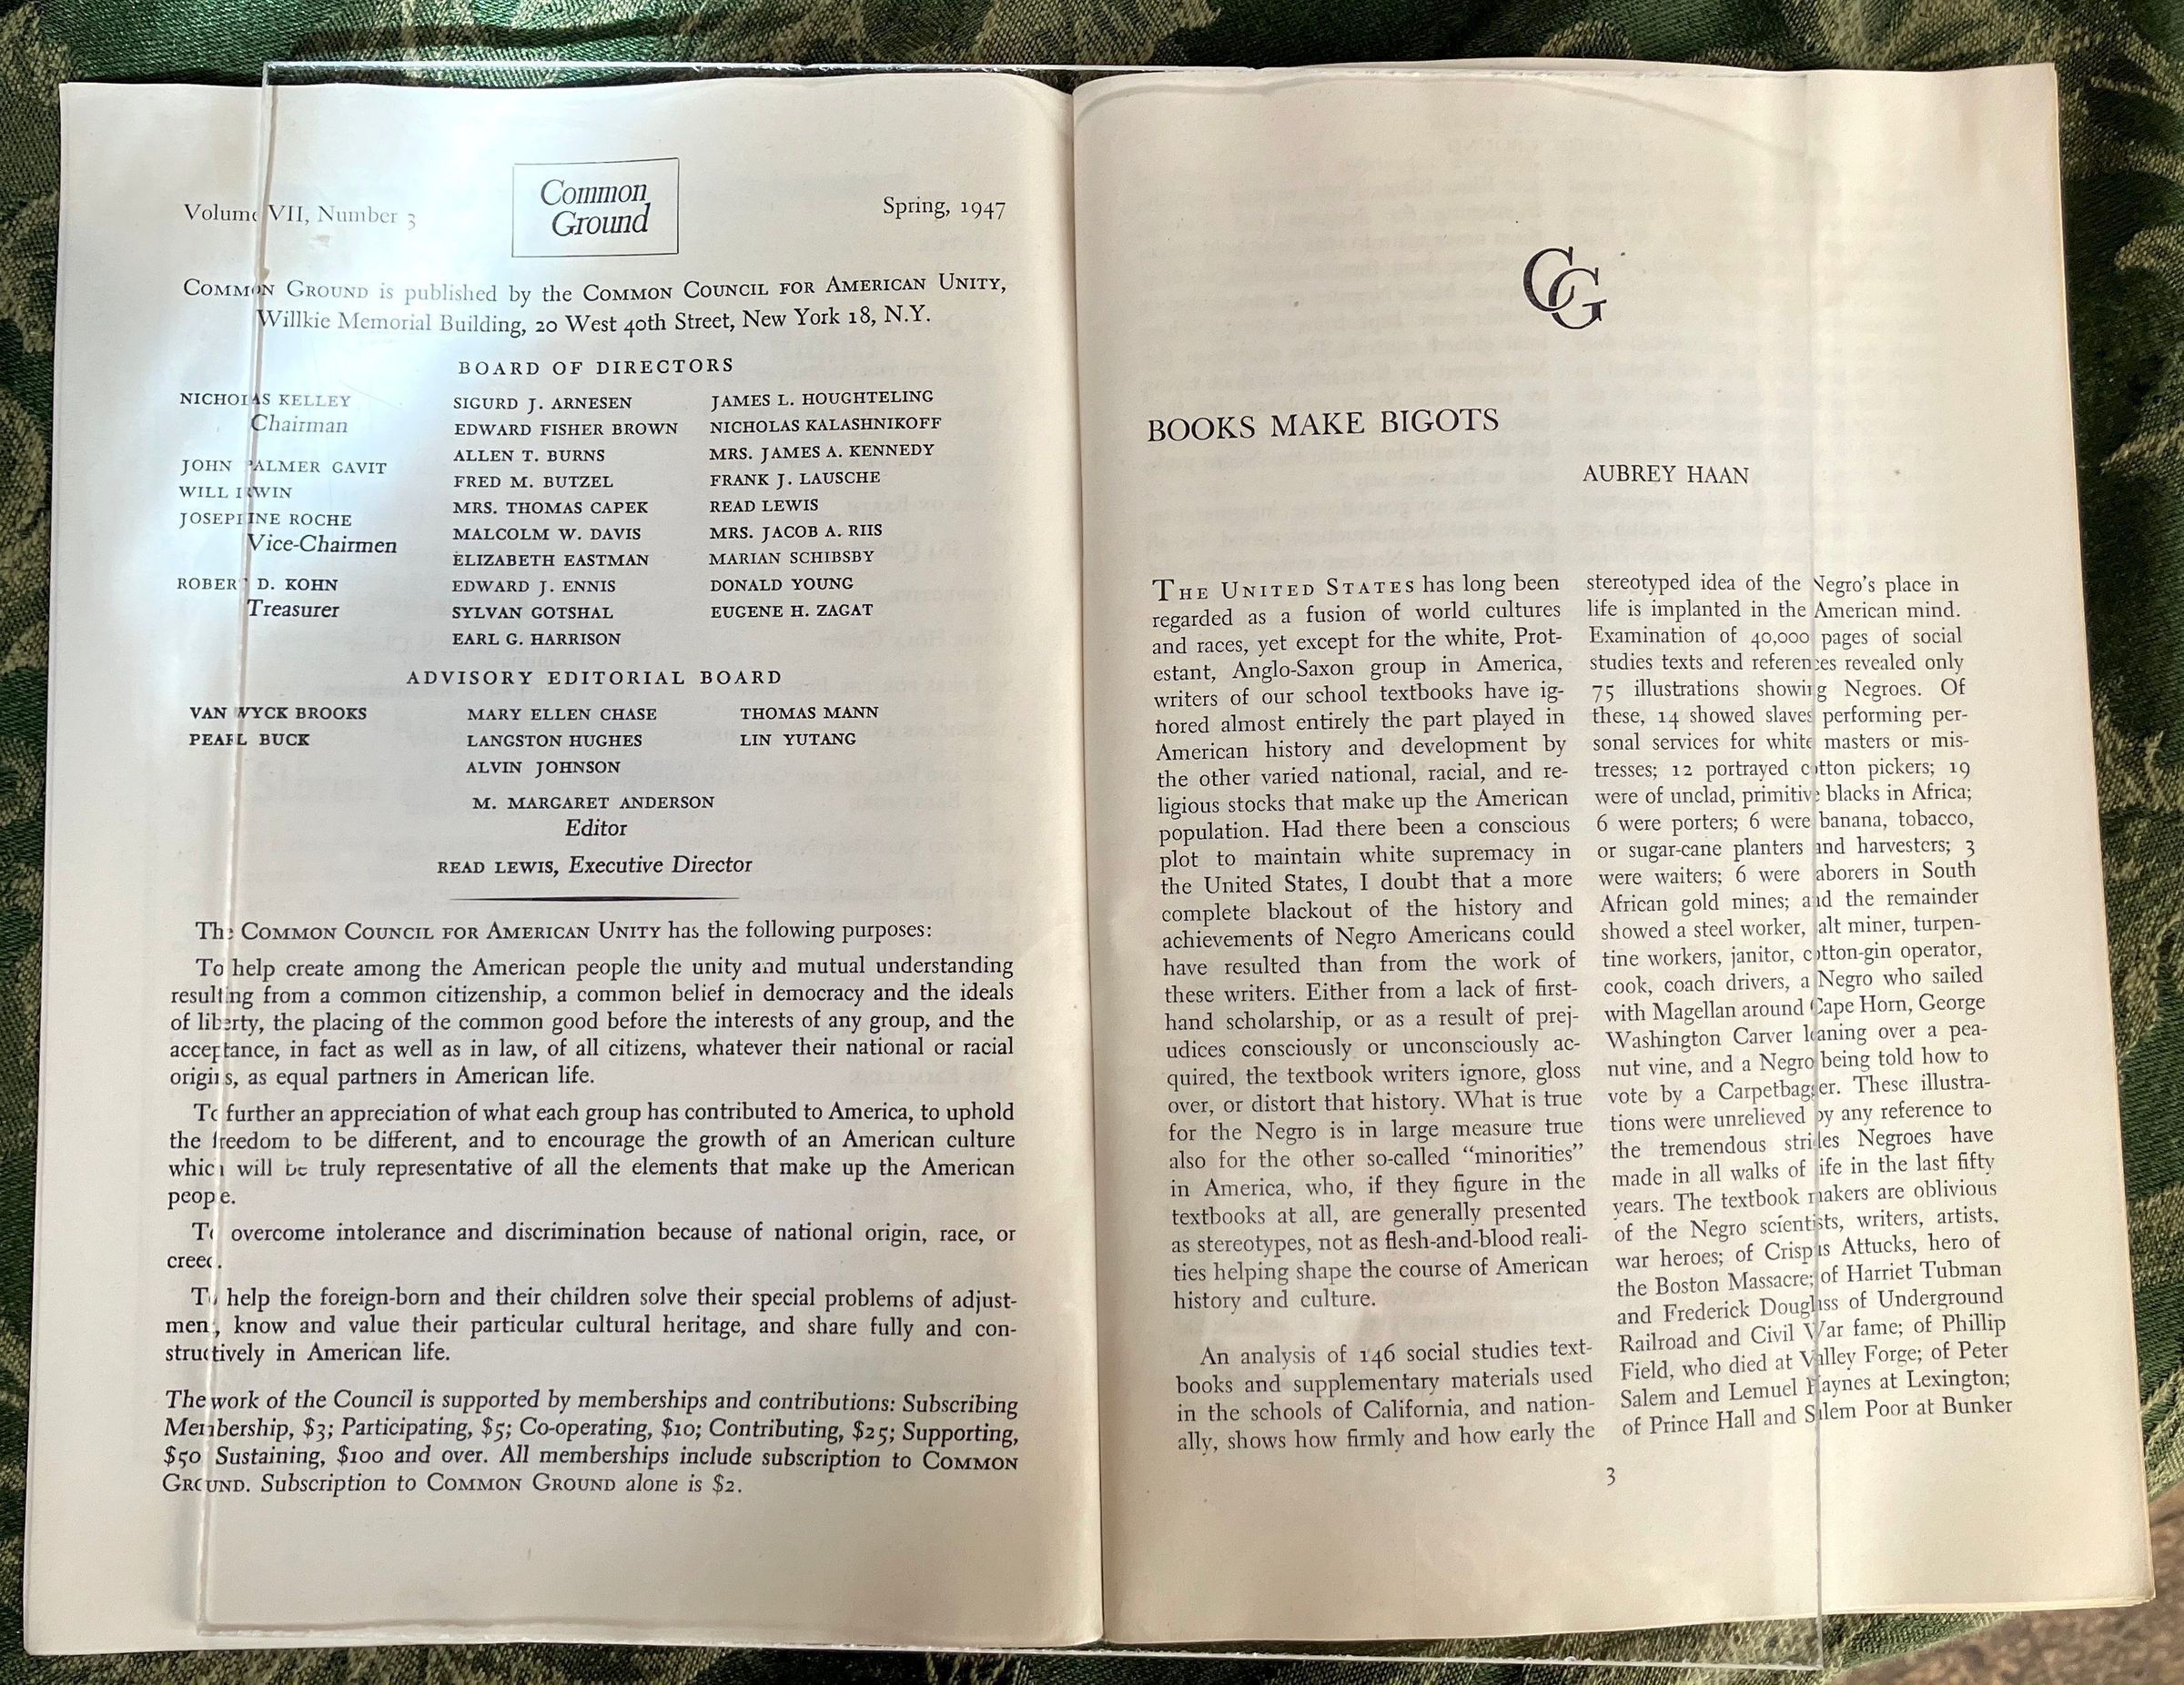 Volume VII, Number 3
Common
Ground
Spring, 1947
COMMON GROUND is published by the COMMON COUNCIL FOR AMERICAN UNITY,
Willkie Memorial Building, 20 West 40th Street, New York 18, N.Y.
BOARD OF DIRECTORS
NICHOLAS KELLEY
Chairman
JOHN PALMER GAVIT
WILL IRWIN
JOSEPHINE ROCHE
Vice-Chairmen
ROBERT D. KOHN
Treasurer
SIGURD J. ARNESEN
EDWARD FISHER BROWN
ALLEN T. BURNS
FRED M. BUTZEL
MRS. THOMAS CAPEK
MALCOLM W. DAVIS
ELIZABETH EASTMAN
EDWARD J. ENNIS
SYLVAN GOTSHAL
EARL G. HARRISON
JAMES L. HOUGHTELING
NICHOLAS KALASHNIKOFF
MRS. JAMES A. KENNEDY
FRANK J. LAUSCHE
READ LEWIS
MRS. JACOB A. RIIS
MARIAN SCHIBSBY
DONALD YOUNG
EUGENE H. ZAGAT
ADVISORY EDITORIAL BOARD
VAN WYCK BROOKS
PEARL BUCK
MARY ELLEN CHASE
LANGSTON HUGHES
ALVIN JOHNSON
THOMAS MANN
LIN YUTANG
M. MARGARET ANDERSON
Editor
READ LEWIS, Executive Director
The COMMON COUNCIL FOR AMERICAN UNITY has the following purposes:
To help create among the American people the unity and mutual understanding
resulting from a common citizenship, a common belief in democracy and the ideals
of liberty, the placing of the common good before the interests of any group, and the
acceptance, in fact as well as in law, of all citizens, whatever their national or racial
origins, as equal partners in American life.
To further an appreciation of what each group has contributed to America, to uphold
the freedom to be different, and to encourage the growth of an American culture
which will be truly representative of all the elements that make up the American
people.
To overcome intolerance and discrimination because of national origin, race, or
creed.
To help the foreign-born and their children solve their special problems of adjust-
ment, know and value their particular cultural heritage, and share fully and con-
structively in American life.
The work of the Council is supported by memberships and contributions: Subscribing
Membership, $3; Participating, $5; Co-operating, $10; Contributing, $25; Supporting,
$50 Sustaining, $100 and over. All memberships include subscription to COMMON
GROUND. Subscription to COMMON GROUND alone is $2.
CG
BOOKS MAKE BIGOTS
AUBREY HAAN
THE UNITED STATES has long been
regarded as a fusion of world cultures
and races, yet except for the white, Prot-
estant, Anglo-Saxon group in America,
writers of our school textbooks have ig-
nored almost entirely the part played in
American history and development by
the other varied national, racial, and re-
ligious stocks that make up the American
population. Had there been a conscious
plot to maintain white supremacy in
the United States, I doubt that a more
complete blackout of the history and
achievements of Negro Americans could
have resulted than from the work of
these writers. Either from a lack of first-
hand scholarship, or as a result of prej-
udices consciously or unconsciously ac-
quired, the textbook writers ignore, gloss
over, or distort that history. What is true
for the Negro is in large measure true
also for the other so-called "minorities"
in America, who, if they figure in the
textbooks at all, are generally presented
as stereotypes, not as flesh-and-blood reali-
ties helping shape the course of American
history and culture.
An analysis of 146 social studies text-
books and supplementary materials used
in the schools of California, and nation-
ally, shows how firmly and how early the
stereotyped idea of the Negro's place in
life is implanted in the American mind.
Examination of 40,000 pages of social
studies texts and references revealed only
75 illustrations showing Negroes. Of
these, 14 showed slaves performing per-
sonal services for white masters or mis-
tresses; 12 portrayed cotton pickers; 19
were of unclad, primitive blacks in Africa;
6 were porters; 6 were banana, tobacco,
or sugar-cane planters and harvesters; 3
were waiters; 6 were laborers in South
African gold mines; and the remainder
showed a steel worker, salt miner, turpen-
tine workers, janitor, cotton-gin operator,
cook, coach drivers, a Negro who sailed
with Magellan around Cape Horn, George
Washington Carver leaning over a pea-
nut vine, and a Negro being told how to
vote by a Carpetbagger. These illustra-
tions were unrelieved by any reference to
the tremendous strides Negroes have
made in all walks of life in the last fifty
years. The textbook makers are oblivious
of the Negro scientists, writers, artists,
war heroes; of Crispus Attucks, hero of
the Boston Massacre; of Harriet Tubman
and Frederick Douglass of Underground
Railroad and Civil War fame; of Phillip
Field, who died at Valley Forge; of Peter
Salem and Lemuel Haynes at Lexington;
of Prince Hall and Salem Poor at Bunker
3